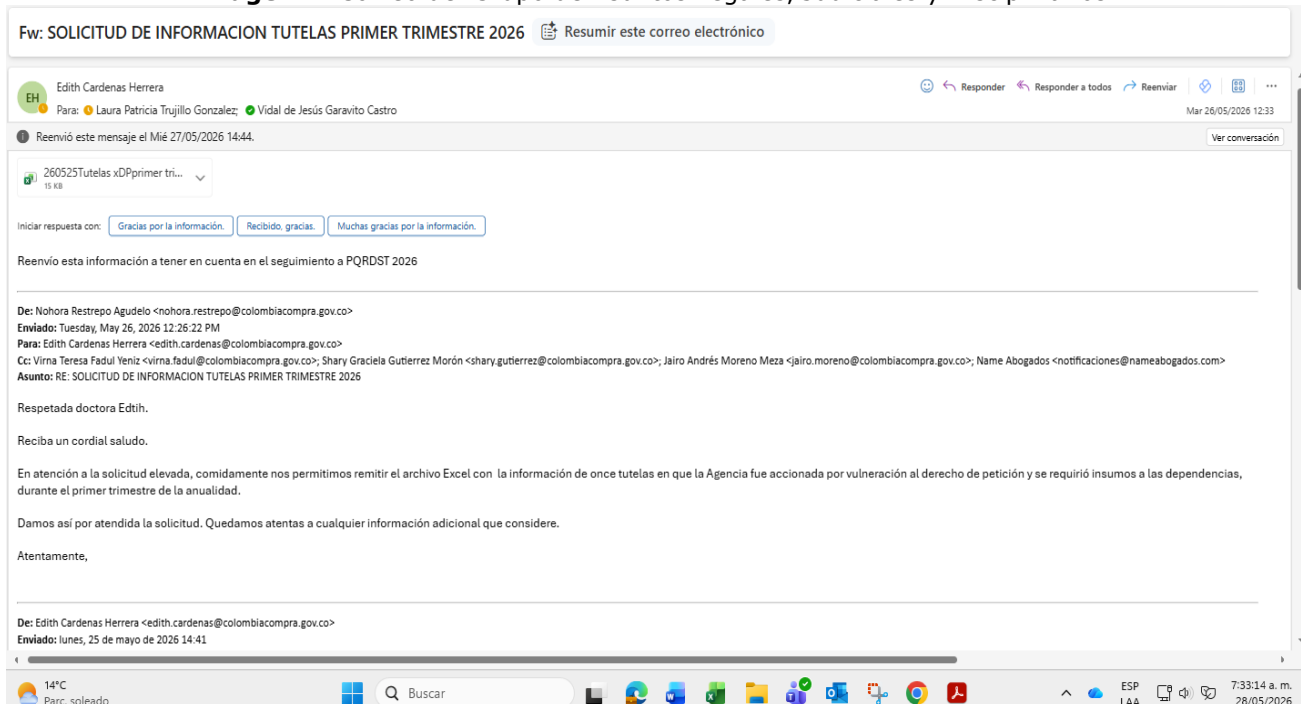 Fw: SOLICITUD DE INFORMACION TUTELAS PRIMER TRIMESTRE 2026 Resumir este correo electrónico
EH
Edith Cardenas Herrera
Responder Responder a todos Reenviar
Para: Laura Patricia Trujillo Gonzalez; Vidal de Jesús Garavito Castro
Mar 26/05/2026 12:33
Reenvió este mensaje el Mié 27/05/2026 14:44.
Ver conversación
260525Tutelas xDPprimer tri...
15 KB
Iniciar respuesta con: Gracias por la información. Recibido, gracias. Muchas gracias por la información.
Reenvío esta información a tener en cuenta en el seguimiento a PQRDST 2026
De: Nohora Restrepo Agudelo <nohora.restrepo@colombiacompra.gov.co>
Enviado: Tuesday, May 26, 2026 12:26:22 PM
Para: Edith Cardenas Herrera <edith.cardenas@colombiacompra.gov.co>
Cc: Virna Teresa Fadul Yeniz <virna.fadul@colombiacompra.gov.co>; Shary Graciela Gutierrez Morón <shary.gutierrez@colombiacompra.gov.co>; Jairo Andrés Moreno Meza <jairo.moreno@colombiacompra.gov.co>; Name Abogados <notificaciones@nameabogados.com>
Asunto: RE: SOLICITUD DE INFORMACION TUTELAS PRIMER TRIMESTRE 2026
Respetada doctora Edtih.
Reciba un cordial saludo.
En atención a la solicitud elevada, comidamente nos permitimos remitir el archivo Excel con la información de once tutelas en que la Agencia fue accionada por vulneración al derecho de petición y se requirió insumos a las dependencias,
durante el primer trimestre de la anualidad.
Damos así por atendida la solicitud. Quedamos atentas a cualquier información adicional que considere.
Atentamente,
De: Edith Cardenas Herrera <edith.cardenas@colombiacompra.gov.co>
Enviado: lunes, 25 de mayo de 2026 14:41
14°C
Parc. soleado
Buscar
ESP
LAA
7:33:14 a. m.
28/05/2026